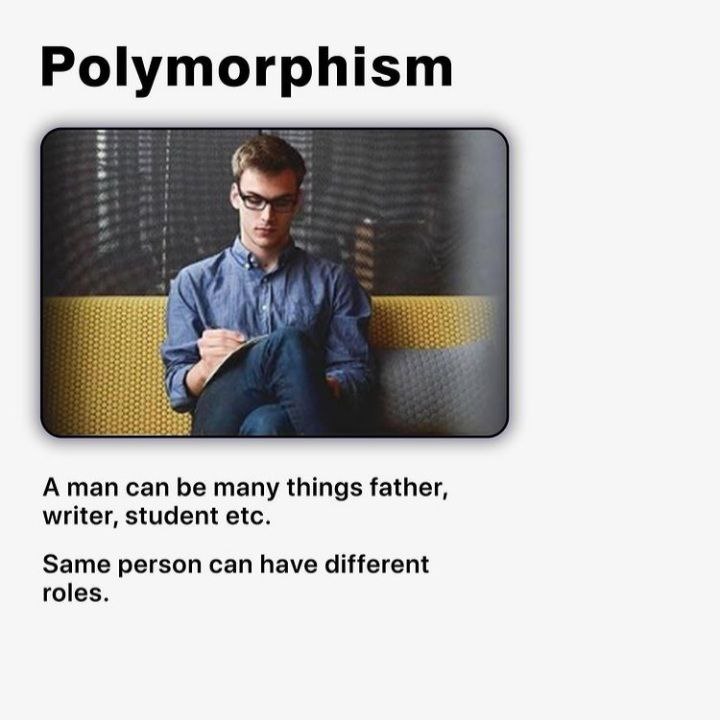 Polymorphism
A man can be many things father,
writer, student etc.
Same person can have different
roles.